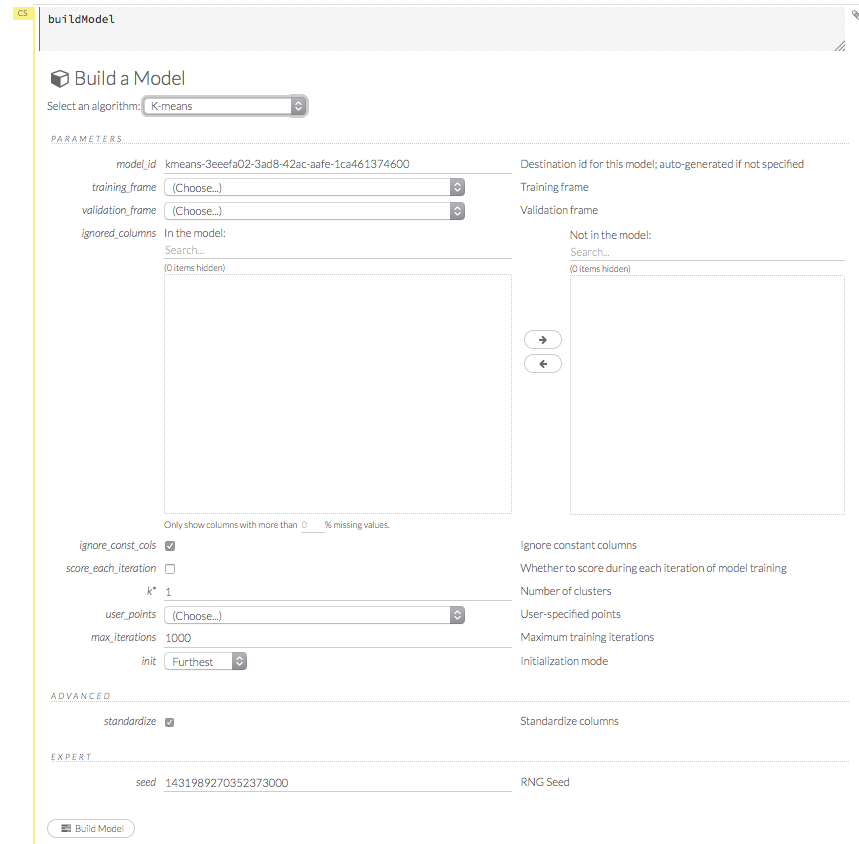 CS
buildModel
Build a Model
Select an algorithm: K-means
PARAMETERS
model_id kmeans-3eeefa02-3ad8-42ac-aafe-1ca461374600 Destination id for this model; auto-generated if not specified
training_frame (Choose...) Training frame
validation_frame (Choose...) Validation frame
ignored_columns In the model: Not in the model:
Search... Search...
(0 items hidden) (0 items hidden)
Only show columns with more than 0 % missing values.
ignore_const_cols Ignore constant columns
score_each_iteration Whether to score during each iteration of model training
k* 1 Number of clusters
user_points (Choose...) User-specified points
max_iterations 1000 Maximum training iterations
init Furthest Initialization mode
ADVANCED
standardize Standardize columns
EXPERT
seed 1431989270352373000 RNG Seed
Build Model